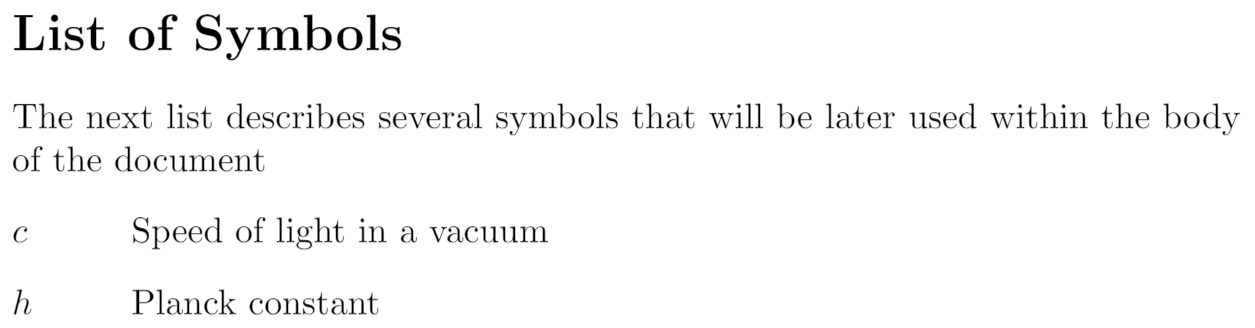 List of Symbols
The next list describes several symbols that will be later used within the body
of the document
c Speed of light in a vacuum
h Planck constant